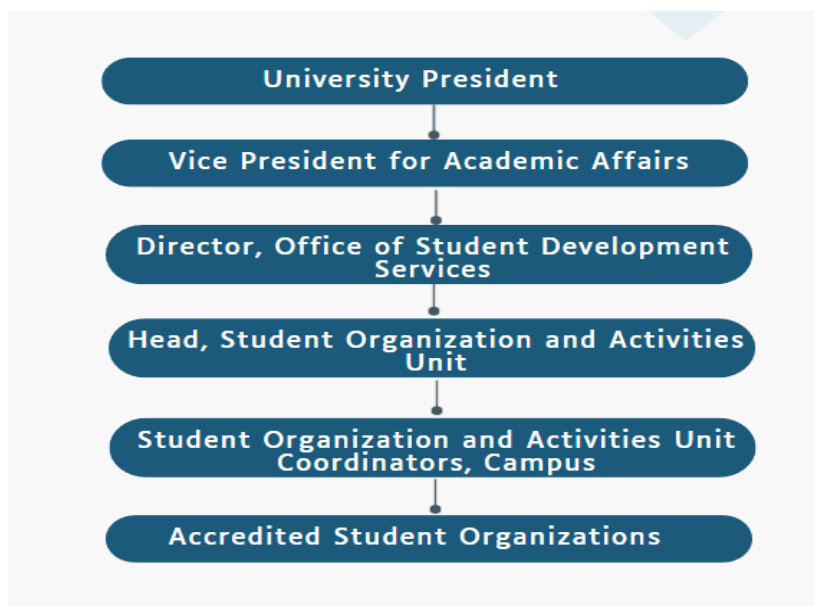 University President
Vice President for Academic Affairs
Director, Office of Student Development
Services
Head, Student Organization and Activities
Unit
Student Organization and Activities Unit
Coordinators, Campus
Accredited Student Organizations